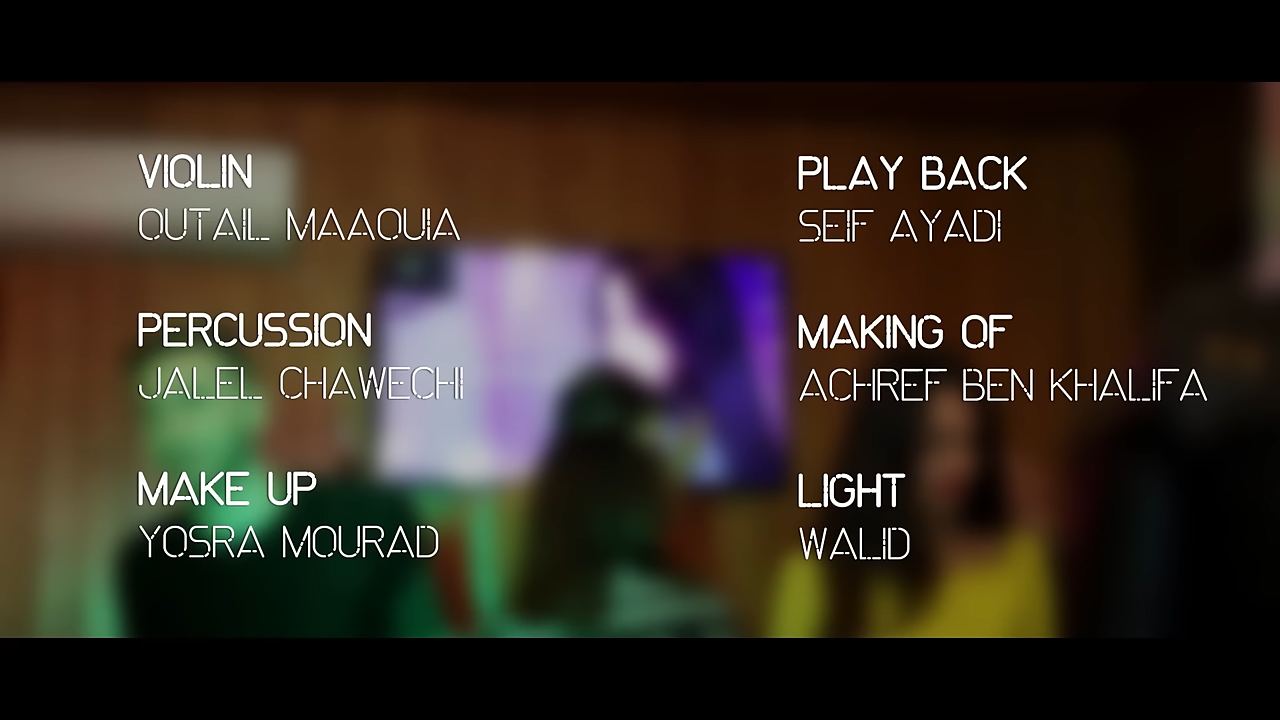 VIOLIN
OUTAIL MAAOUIA
PERCUSSION
JALEL CHAWECHI
MAKE UP
YOSRA MOURAD
PLAY BACK
SEIF AYADI
MAKING OF
ACHREF BEN KHALIFA
LIGHT
WALID